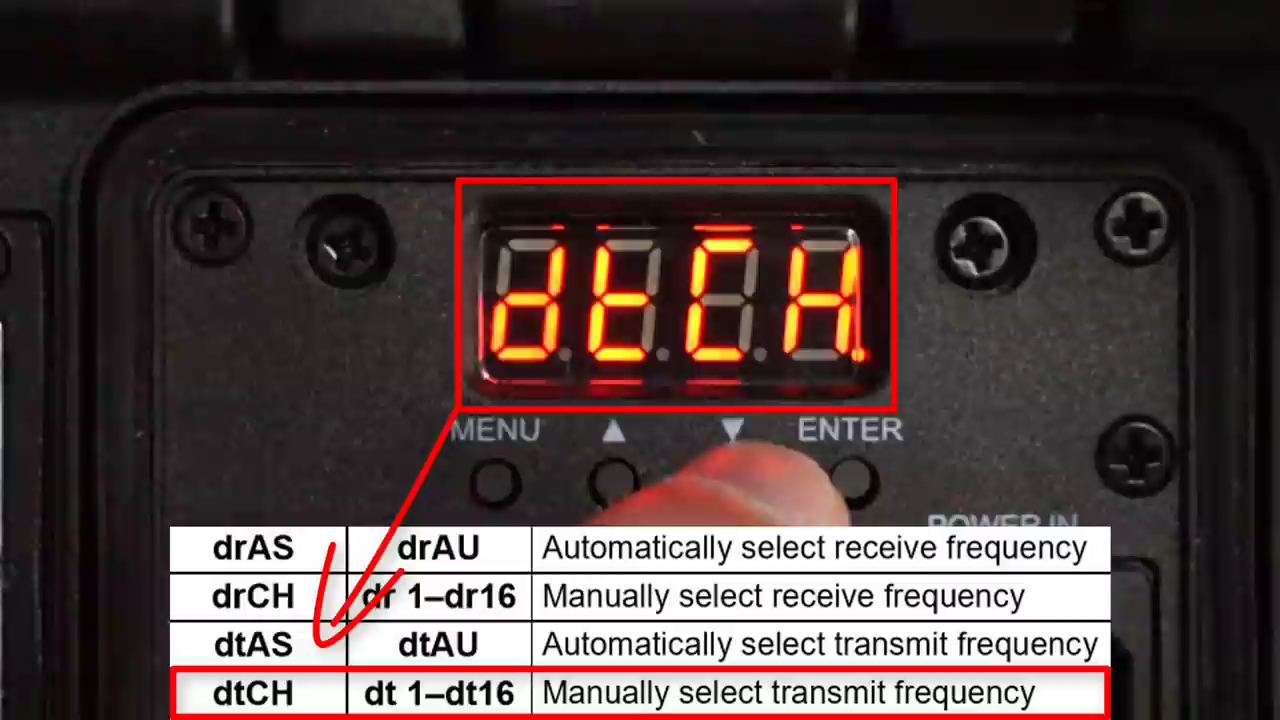 dtCH.
MENU ▲ ▼ ENTER
POWER IN
drAS drAU Automatically select receive frequency
drCH dr 1–dr16 Manually select receive frequency
dtAS dtAU Automatically select transmit frequency
dtCH dt 1–dt16 Manually select transmit frequency